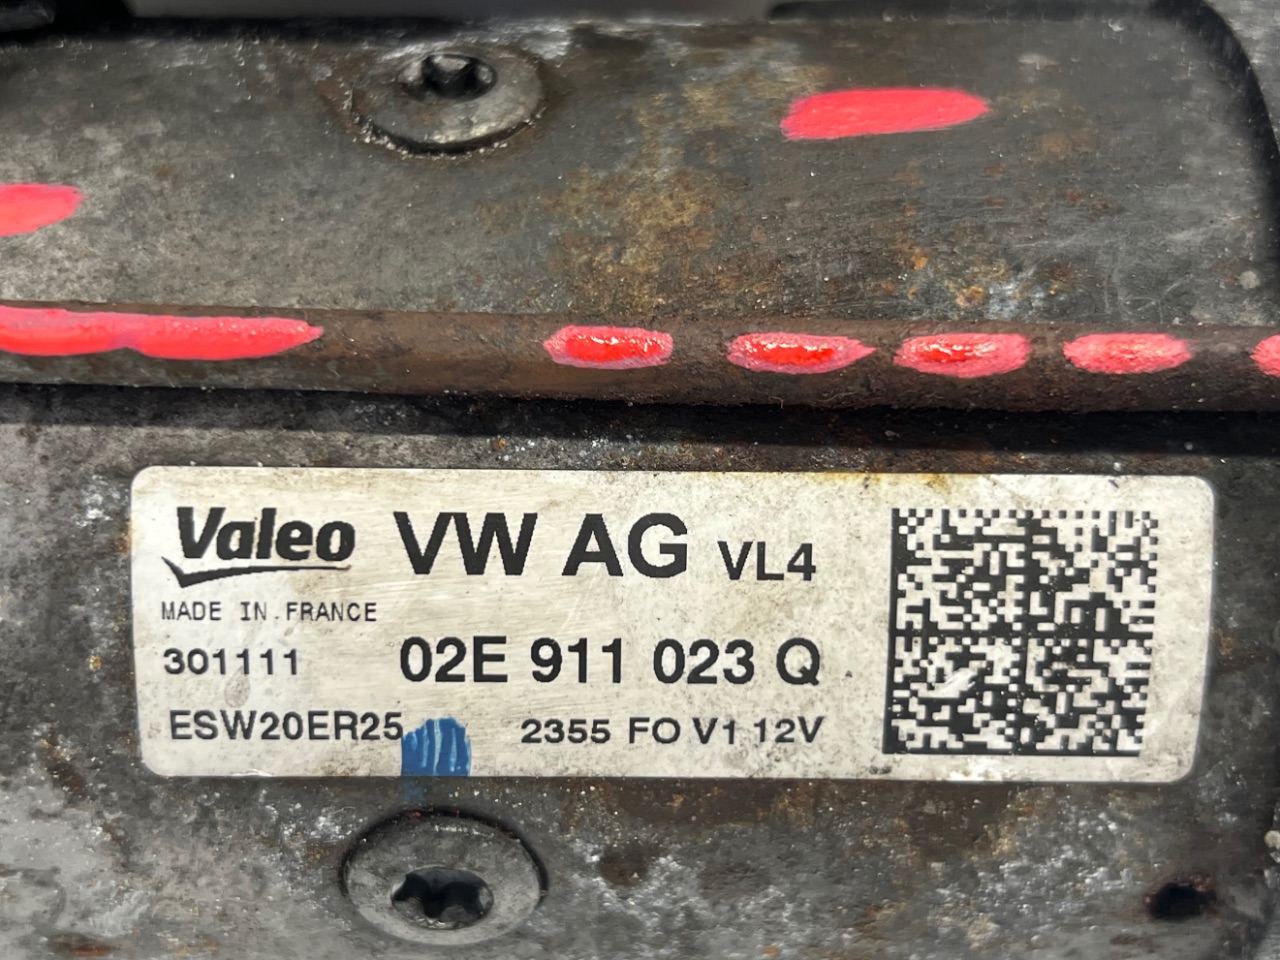 Valeo VW AG VL4
MADE IN FRANCE
301111 02E 911 023 Q
ESW20ER25 2355 FO V1 12V